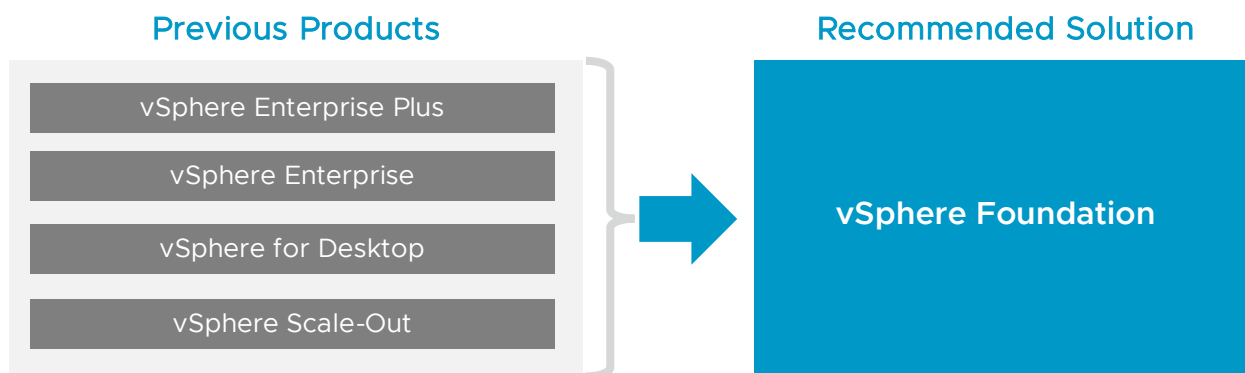 Previous Products
Recommended Solution
vSphere Enterprise Plus
vSphere Enterprise
vSphere for Desktop
vSphere Scale-Out
vSphere Foundation